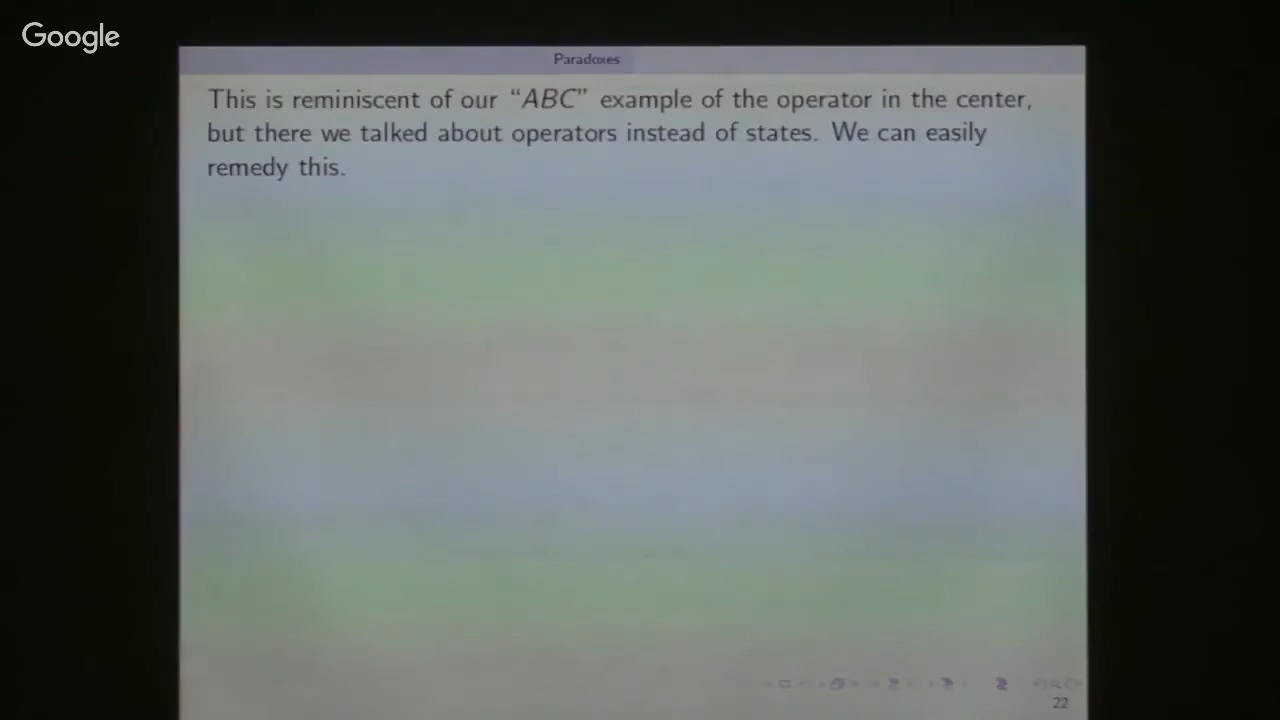 Google
Paradoxes
This is reminiscent of our “ABC” example of the operator in the center,
but there we talked about operators instead of states. We can easily
remedy this.
22